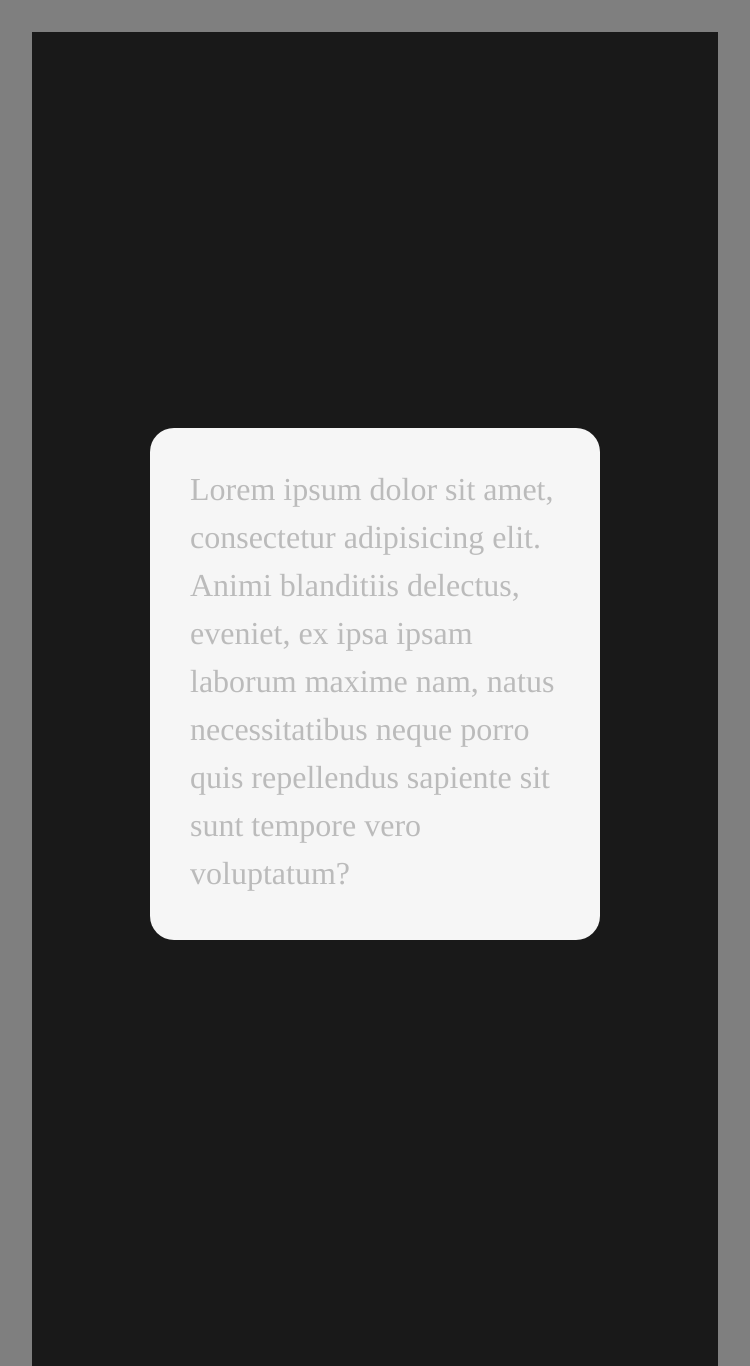 Lorem ipsum dolor sit amet,
consectetur adipisicing elit.
Animi blanditiis delectus,
eveniet, ex ipsa ipsam
laborum maxime nam, natus
necessitatibus neque porro
quis repellendus sapiente sit
sunt tempore vero
voluptatum?